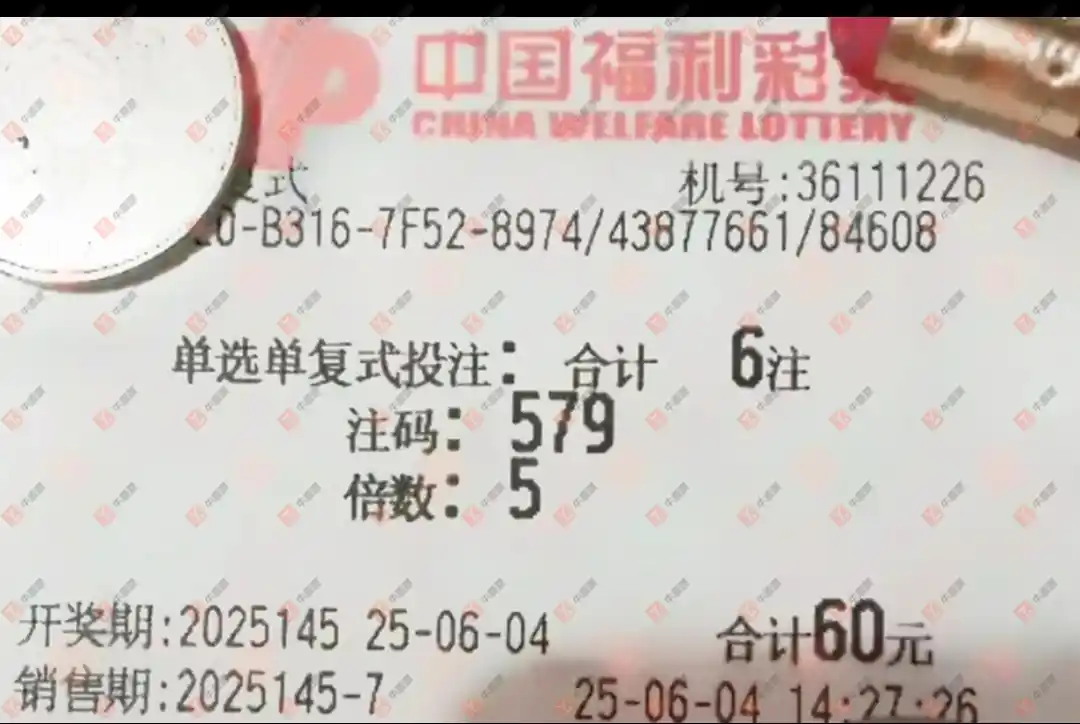 中国福利彩
CHINA WELFARE LOTTERY
复式 机号:36111226
0-B316-7F52-8974/43877661/84608
单选单复式投注: 合计 6注
注码: 579
倍数: 5
开奖期:2025145 25-06-04 合计60元
销售期:2025145-7 25-06-04 14:27:26